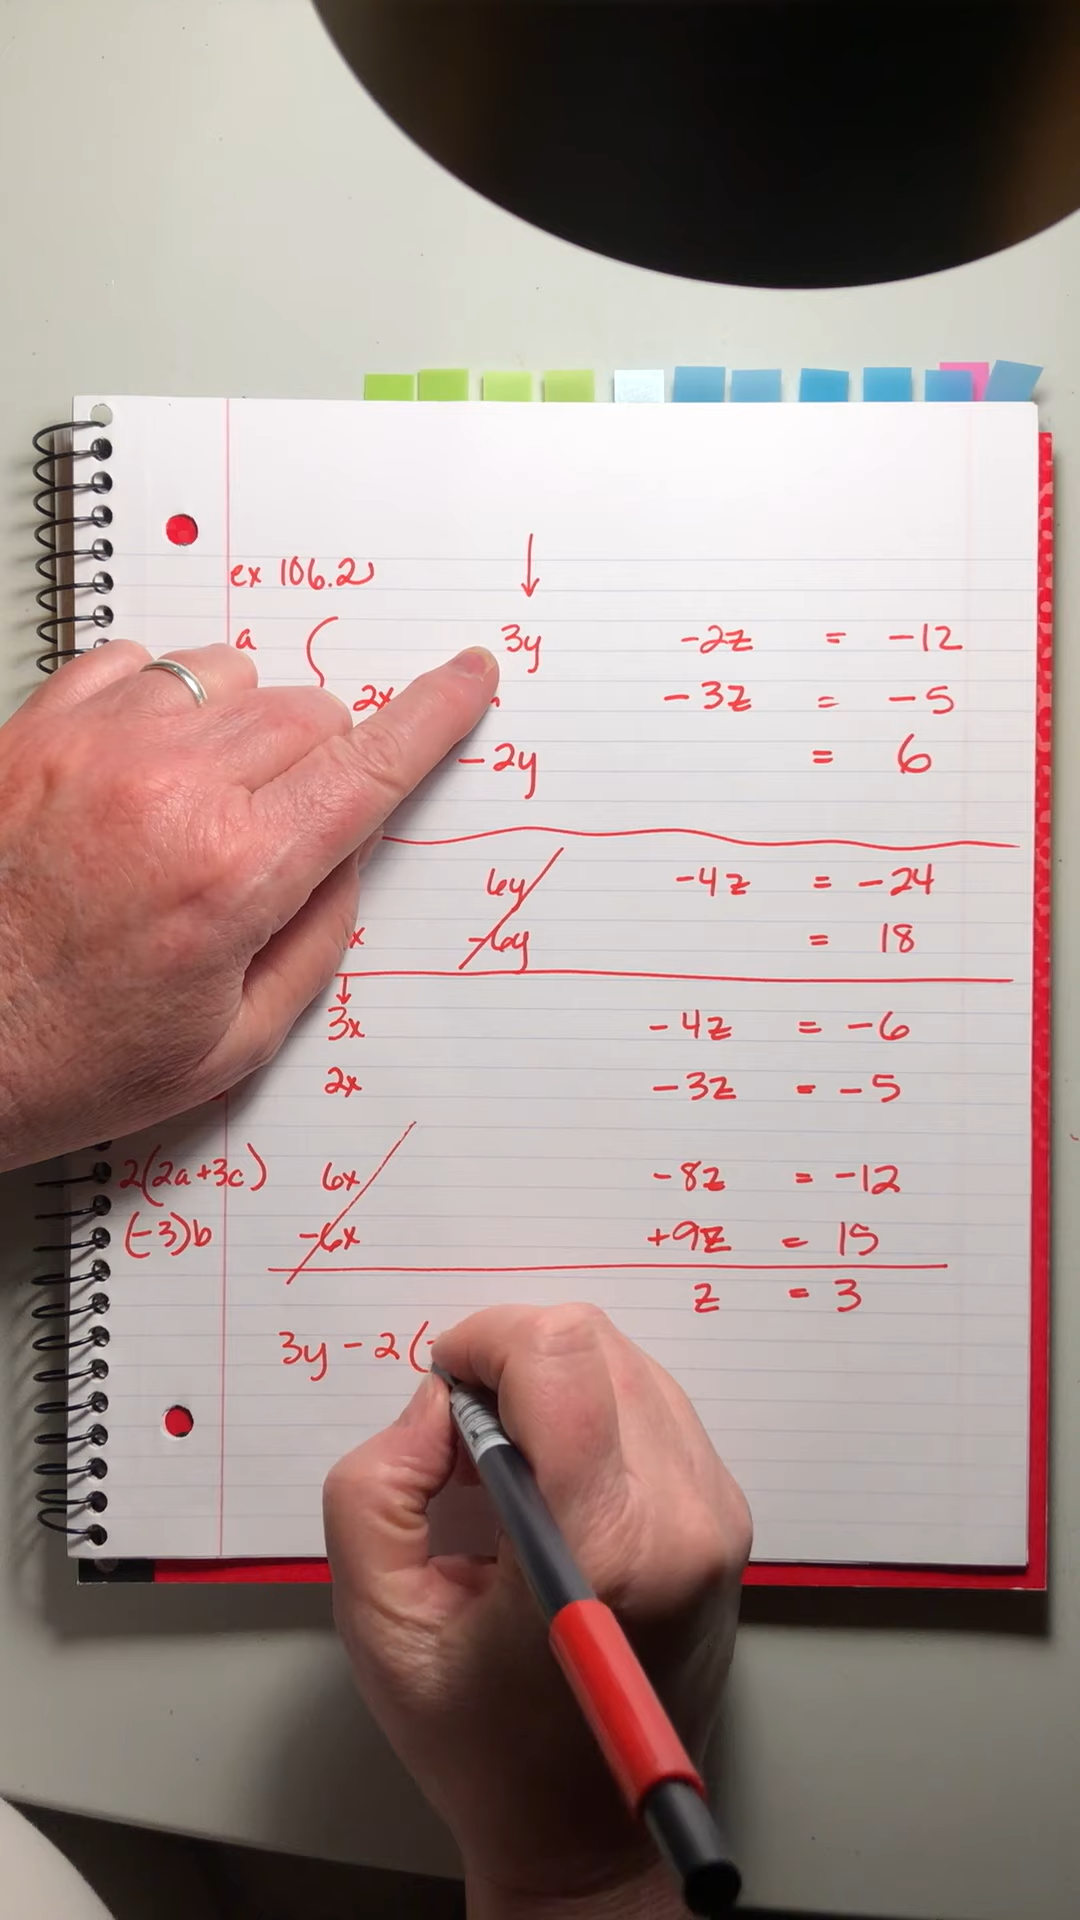 ex 106.2
a 3y -2z = -12
2x -3z = -5
-2y = 6
6y -4z = -24
x -6y = 18
3x -4z = -6
2x -3z = -5
2(2a+3c) 6x -8z = -12
(-3)b -6x +9z = 15
z = 3
3y - 2(